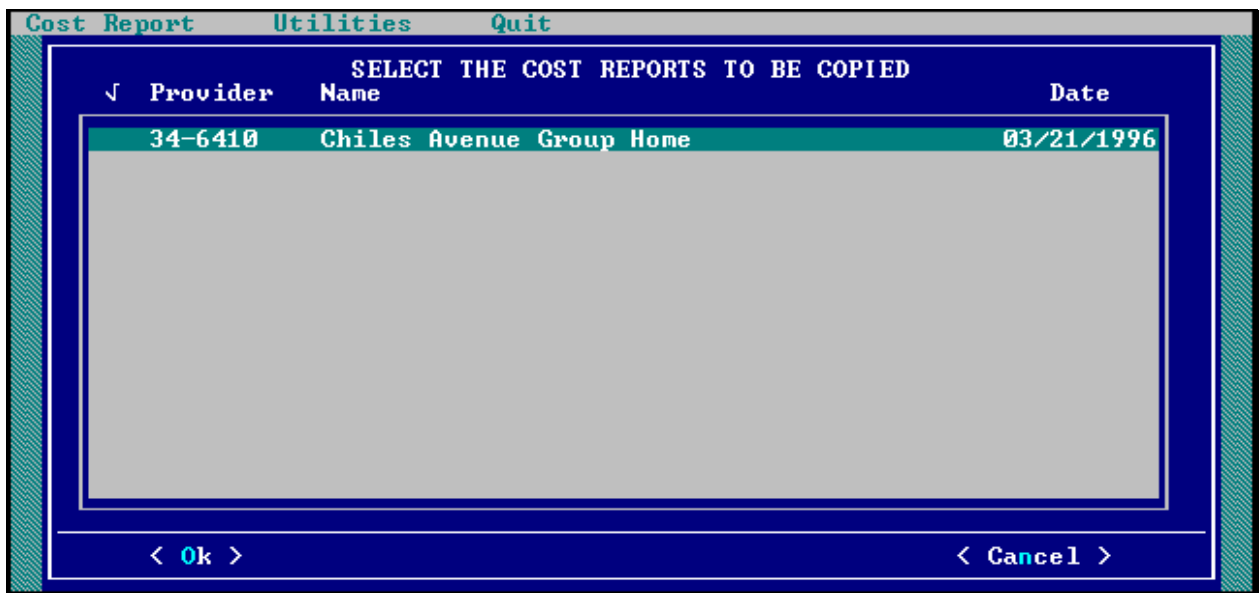 Cost Report Utilities Quit
SELECT THE COST REPORTS TO BE COPIED
√ Provider Name Date
34-6410 Chiles Avenue Group Home 03/21/1996
< Ok > < Cancel >